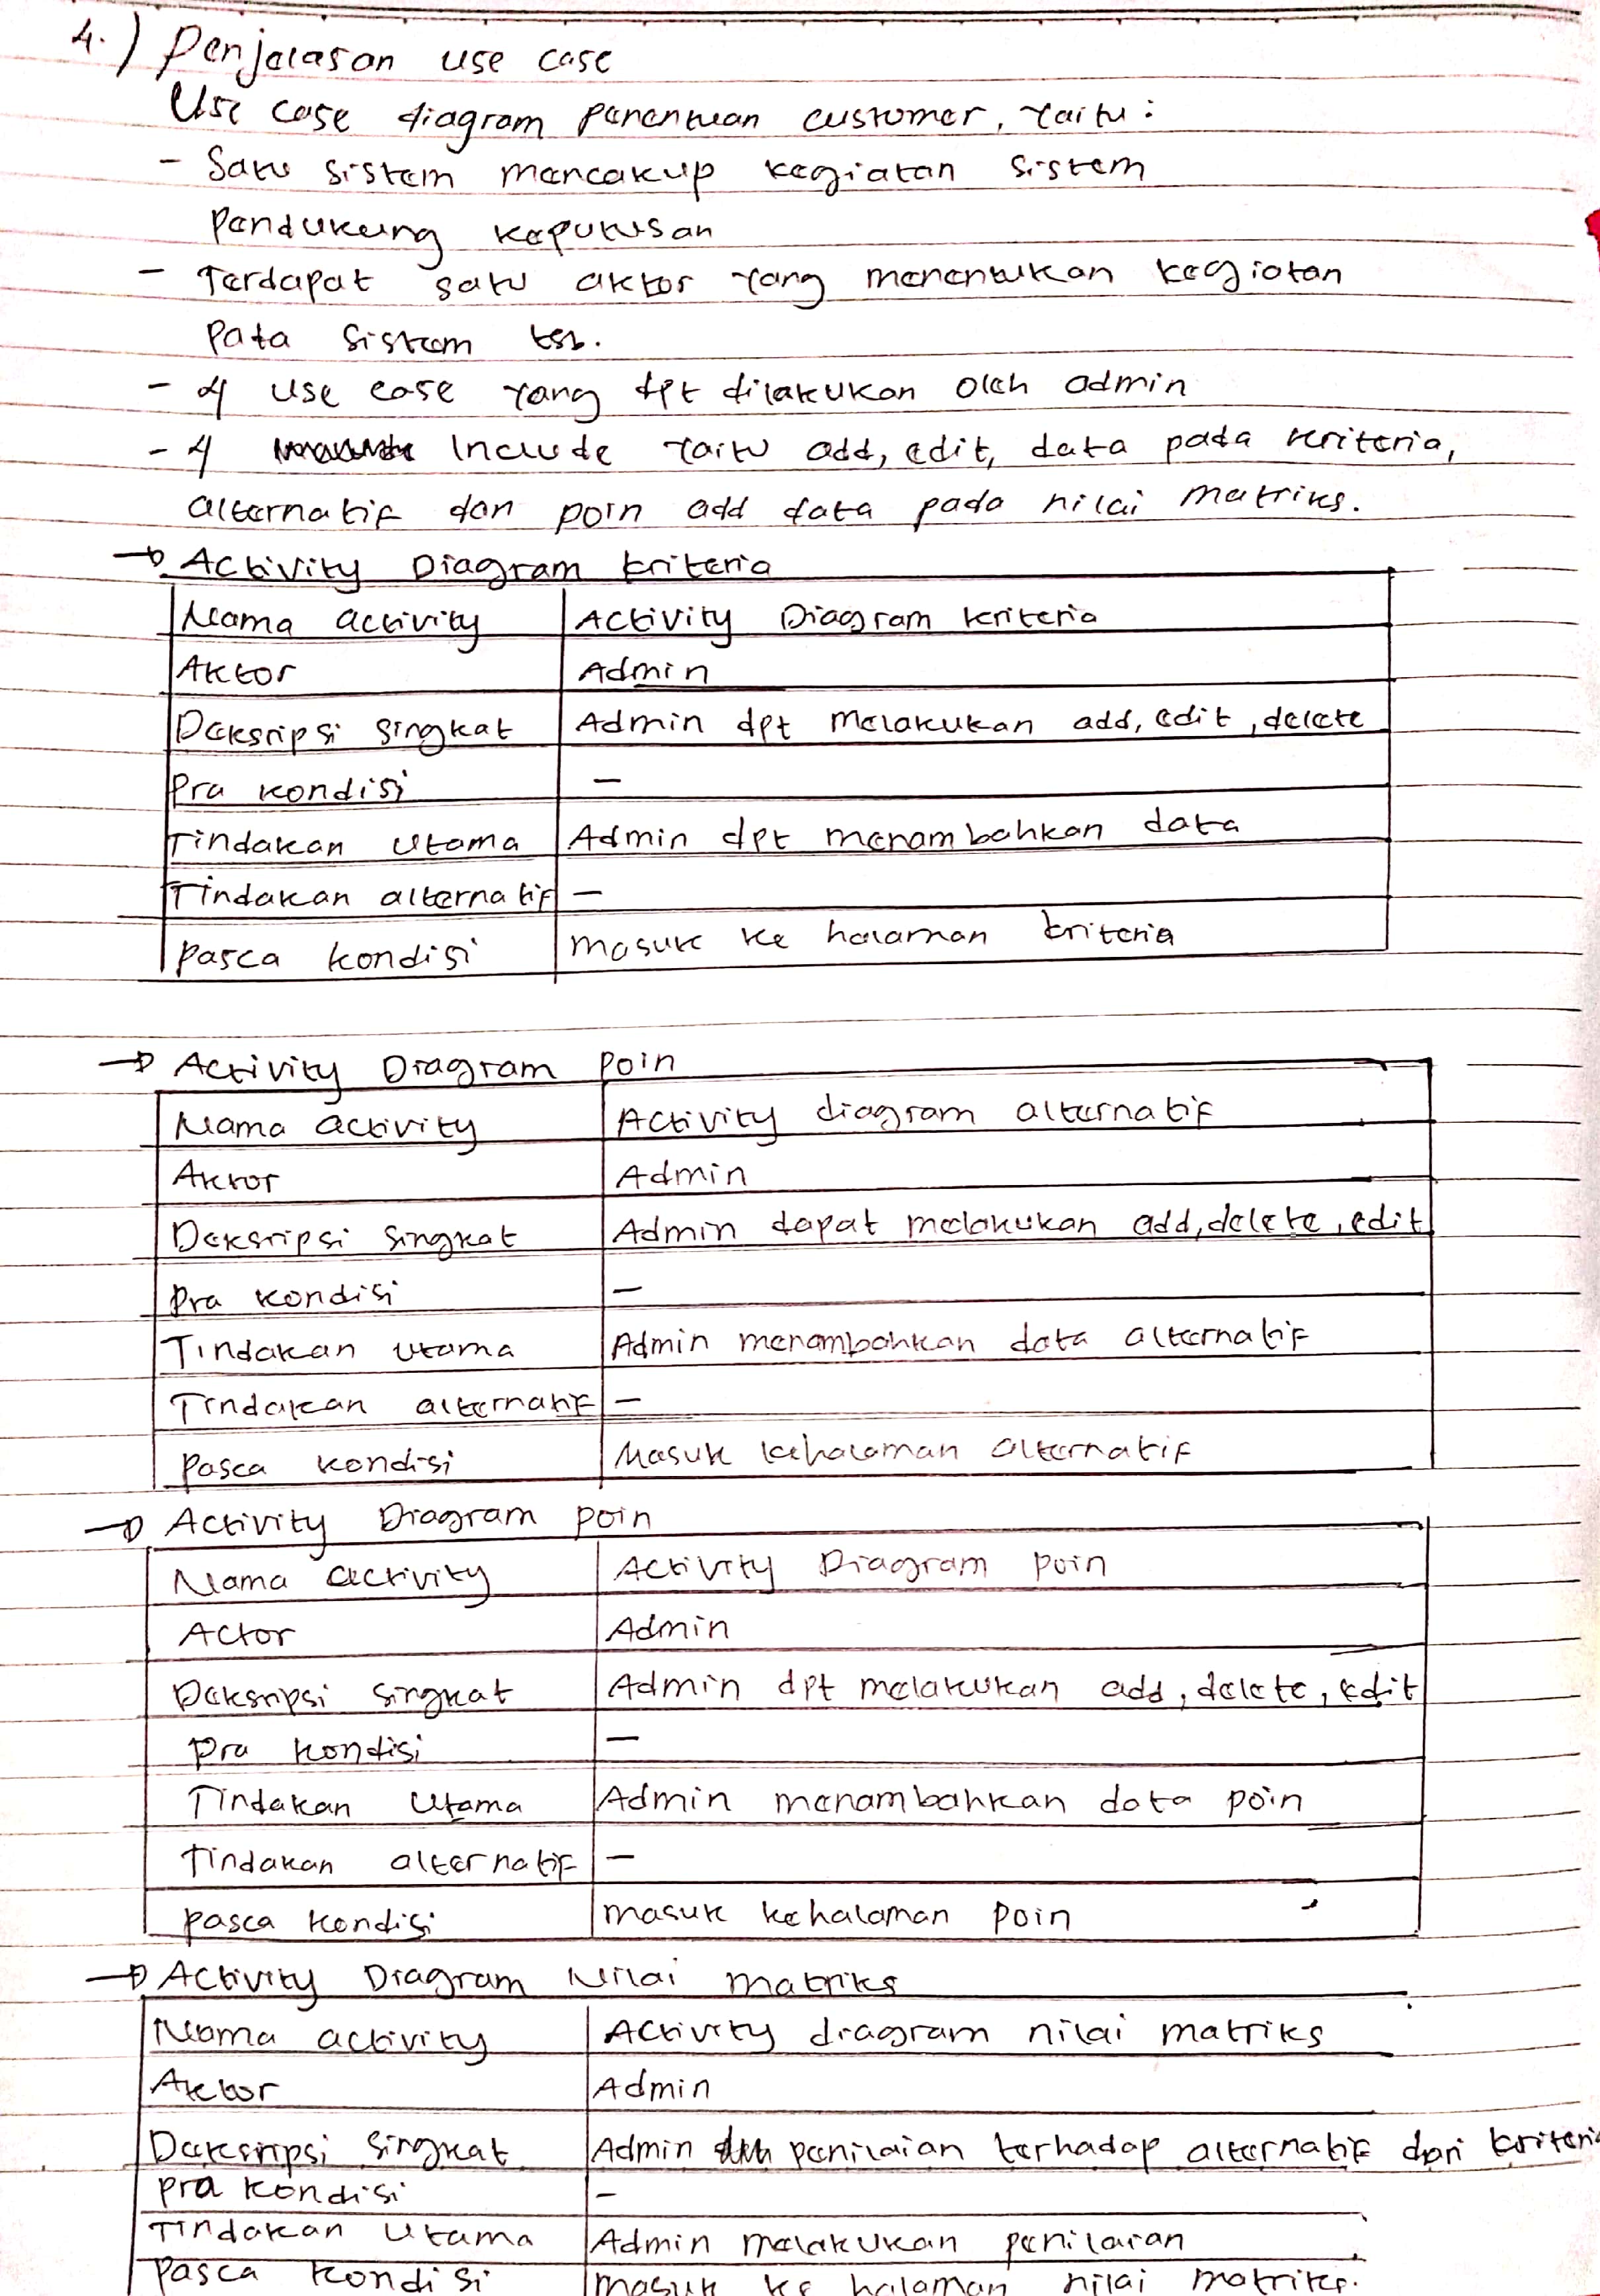 4.) Penjelasan use case
Use case diagram penentuan customer, yaitu :
- Satu sistem mencakup kegiatan sistem
pendukung keputusan
- Terdapat satu aktor yang menentukan kegiatan
pada sistem tsb.
- 4 use case yang dpt dilakukan oleh admin
- 4 Include yaitu add, edit, data pada kriteria,
alternatif dan poin add data pada nilai matriks.
→ Activity Diagram kriteria
Nama activity Activity Diagram kriteria
Aktor Admin
Deksripsi singkat Admin dpt melakukan add, edit, delete
Pra kondisi -
Tindakan Utama Admin dpt menambahkan data
Tindakan alternatif -
pasca kondisi masuk ke halaman kriteria
→ Activity Diagram poin
Nama activity Activity diagram alternatif
Aktor Admin
Deksripsi singkat Admin dapat melakukan add, delete, edit
Pra kondisi -
Tindakan utama Admin menambahkan data alternatif
Tindakan alternatif -
pasca kondisi Masuk kehalaman alternatif
→ Activity Diagram poin
Nama activity Activity Diagram poin
Actor Admin
Deksripsi singkat Admin dpt melakukan add, delete, edit
pra kondisi -
Tindakan Utama Admin menambahkan data poin
Tindakan alternatif -
pasca kondisi masuk kehalaman poin
→ Activity Diagram Nilai matriks
Nama activity Activity diagram nilai matriks
Aktor Admin
Deksripsi singkat Admin penilaian terhadap alternatif dari kriteria
pra kondisi -
Tindakan Utama Admin melakukan penilaian
pasca kondisi masuk ke halaman nilai matriks.